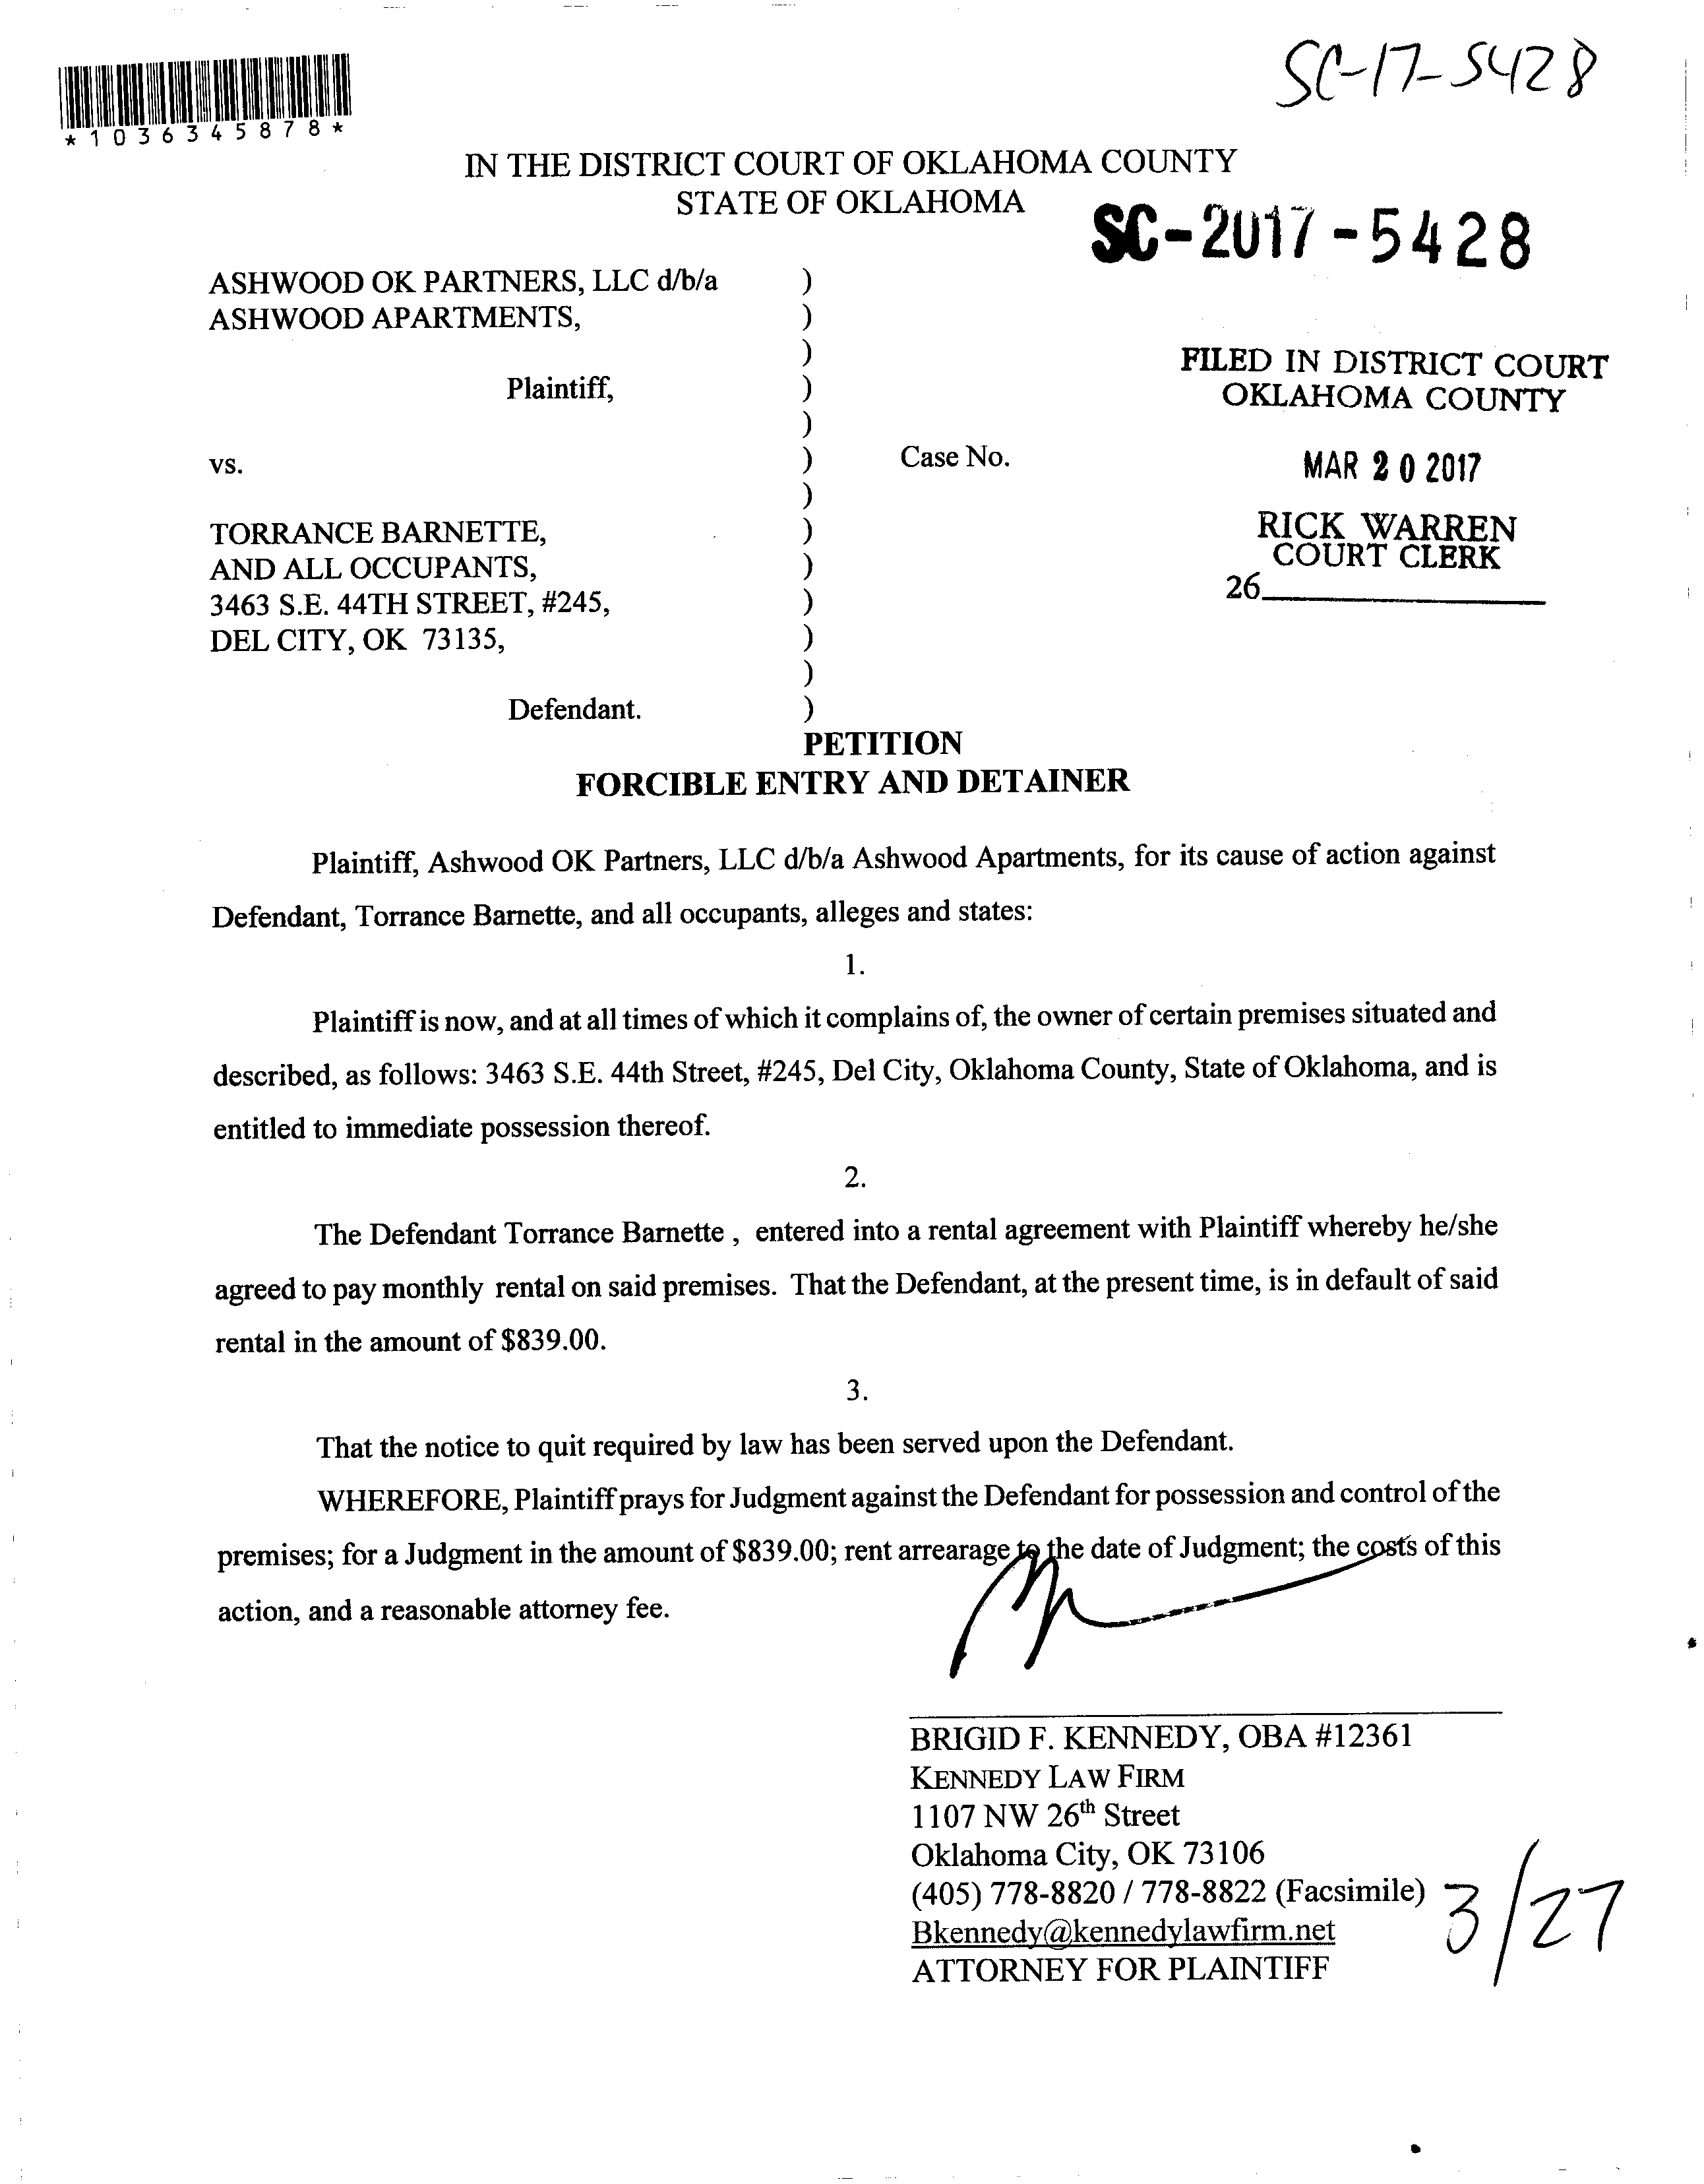 SC-17-5428
*1036345878*
IN THE DISTRICT COURT OF OKLAHOMA COUNTY
STATE OF OKLAHOMA
SC-2017-5428
ASHWOOD OK PARTNERS, LLC d/b/a )
ASHWOOD APARTMENTS, )
)
Plaintiff, )
)
vs. ) Case No.
)
TORRANCE BARNETTE, )
AND ALL OCCUPANTS, )
3463 S.E. 44TH STREET, #245, )
DEL CITY, OK 73135, )
)
Defendant. )
FILED IN DISTRICT COURT
OKLAHOMA COUNTY
MAR 20 2017
RICK WARREN
COURT CLERK
26
PETITION
FORCIBLE ENTRY AND DETAINER
Plaintiff, Ashwood OK Partners, LLC d/b/a Ashwood Apartments, for its cause of action against
Defendant, Torrance Barnette, and all occupants, alleges and states:
1.
Plaintiff is now, and at all times of which it complains of, the owner of certain premises situated and
described, as follows: 3463 S.E. 44th Street, #245, Del City, Oklahoma County, State of Oklahoma, and is
entitled to immediate possession thereof.
2.
The Defendant Torrance Barnette , entered into a rental agreement with Plaintiff whereby he/she
agreed to pay monthly rental on said premises. That the Defendant, at the present time, is in default of said
rental in the amount of $839.00.
3.
That the notice to quit required by law has been served upon the Defendant.
WHEREFORE, Plaintiff prays for Judgment against the Defendant for possession and control of the
premises; for a Judgment in the amount of $839.00; rent arrearage to the date of Judgment; the costs of this
action, and a reasonable attorney fee.
BRIGID F. KENNEDY, OBA #12361
KENNEDY LAW FIRM
1107 NW 26th Street
Oklahoma City, OK 73106
(405) 778-8820 / 778-8822 (Facsimile)
Bkennedy@kennedylawfirm.net
ATTORNEY FOR PLAINTIFF
3/27